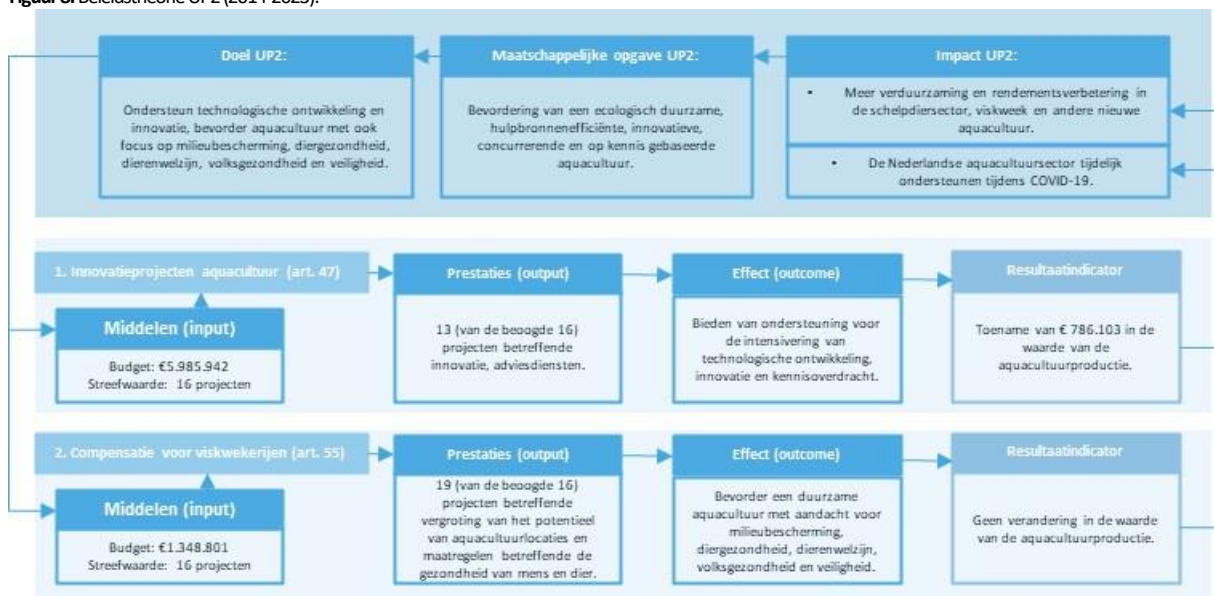 Figuur 8. Beleidstheorie UP2 (2014-2023).
Doel UP2:
Ondersteun technologische ontwikkeling en
innovatie, bevorder aquacultuur met ook
focus op milieubescherming, diergezondheid,
dierenwelzijn, volksgezondheid en veiligheid.
Maatschappelijke opgave UP2:
Bevordering van een ecologisch duurzame,
hulpbronnenefficiënte, innovatieve,
concurrerende en op kennis gebaseerde
aquacultuur.
Impact UP2:
• Meer verduurzaming en rendementsverbetering in
de schelpdiersector, viskweek en andere nieuwe
aquacultuur.
• De Nederlandse aquacultuursector tijdelijk
ondersteunen tijdens COVID-19.
1. Innovatieprojecten aquacultuur (art. 47)
Middelen (input)
Budget: €5.985.942
Streefwaarde: 16 projecten
Prestaties (output)
13 (van de beoogde 16)
projecten betreffende
innovatie, adviesdiensten.
Effect (outcome)
Bieden van ondersteuning voor
de intensivering van
technologische ontwikkeling,
innovatie en kennisoverdracht.
Resultaatindicator
Toename van € 786.103 in de
waarde van de
aquacultuurproductie.
2. Compensatie voor viskwekerijen (art. 55)
Middelen (input)
Budget: €1.348.801
Streefwaarde: 16 projecten
Prestaties (output)
19 (van de beoogde 16)
projecten betreffende
vergroting van het potentieel
van aquacultuurlocaties en
maatregelen betreffende de
gezondheid van mens en dier.
Effect (outcome)
Bevorder een duurzame
aquacultuur met aandacht voor
milieubescherming,
diergezondheid, dierenwelzijn,
volksgezondheid en veiligheid.
Resultaatindicator
Geen verandering in de waarde
van de aquacultuurproductie.